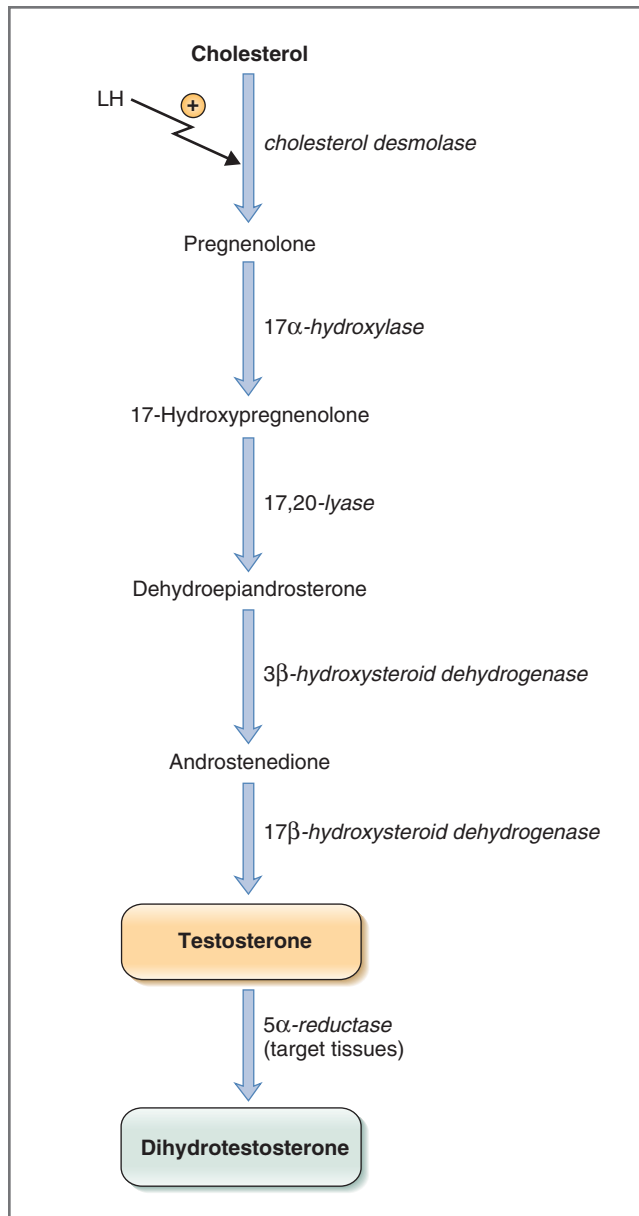 Cholesterol
LH
+
cholesterol desmolase
Pregnenolone
17α-hydroxylase
17-Hydroxypregnenolone
17,20-lyase
Dehydroepiandrosterone
3β-hydroxysteroid dehydrogenase
Androstenedione
17β-hydroxysteroid dehydrogenase
Testosterone
5α-reductase
(target tissues)
Dihydrotestosterone